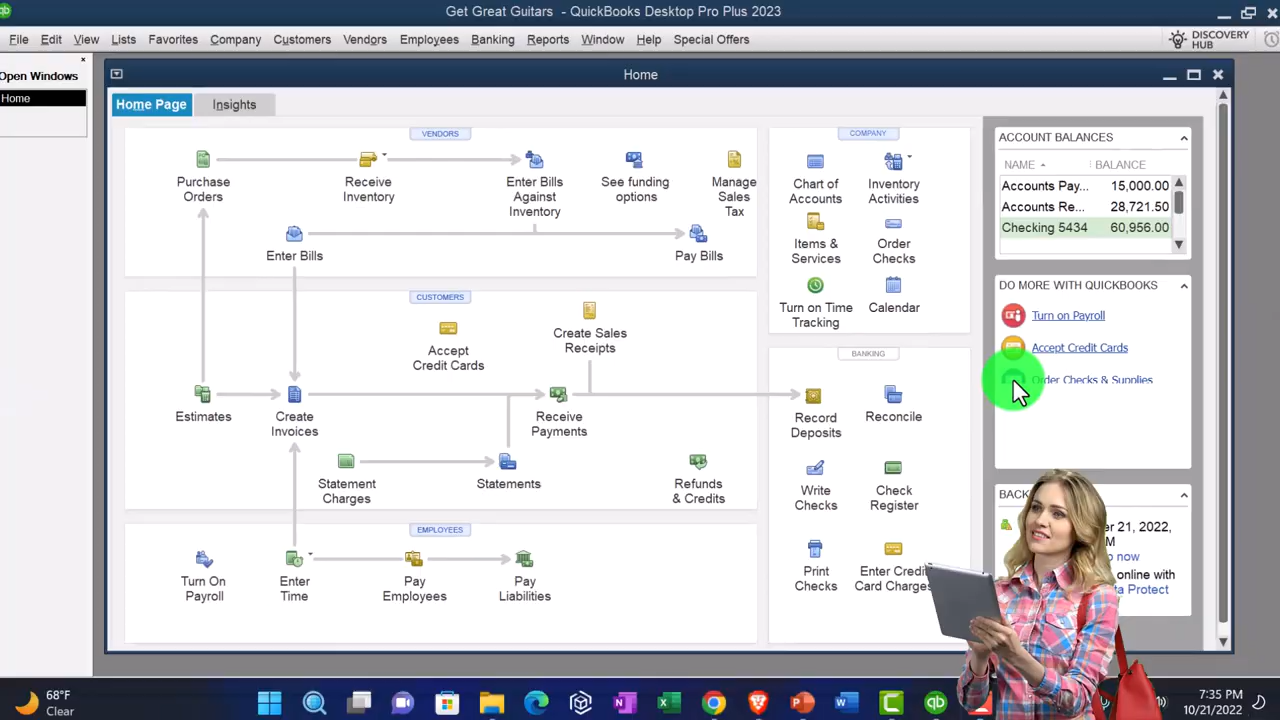 Get Great Guitars - QuickBooks Desktop Pro Plus 2023
File Edit View Lists Favorites Company Customers Vendors Employees Banking Reports Window Help Special Offers
DISCOVERY
HUB
Open Windows
Home
Home
Home Page
Insights
VENDORS
Purchase
Orders
Receive
Inventory
Enter Bills
Against
Inventory
See funding
options
Manage
Sales
Tax
Enter Bills
Pay Bills
CUSTOMERS
Accept
Credit Cards
Create Sales
Receipts
Estimates
Create
Invoices
Receive
Payments
Statement
Charges
Statements
Refunds
& Credits
EMPLOYEES
Turn On
Payroll
Enter
Time
Pay
Employees
Pay
Liabilities
COMPANY
Chart of
Accounts
Inventory
Activities
Items &
Services
Order
Checks
Turn on Time
Tracking
Calendar
BANKING
Record
Deposits
Reconcile
Write
Checks
Check
Register
Print
Checks
Enter Credit
Card Charges
ACCOUNT BALANCES
NAME BALANCE
Accounts Pay... 15,000.00
Accounts Re... 28,721.50
Checking 5434 60,956.00
DO MORE WITH QUICKBOOKS
Turn on Payroll
Accept Credit Cards
Order Checks & Supplies
BAC
er 21, 2022,
M
now
online with
ta Protect
68°F
Clear
7:35 PM
10/21/2022